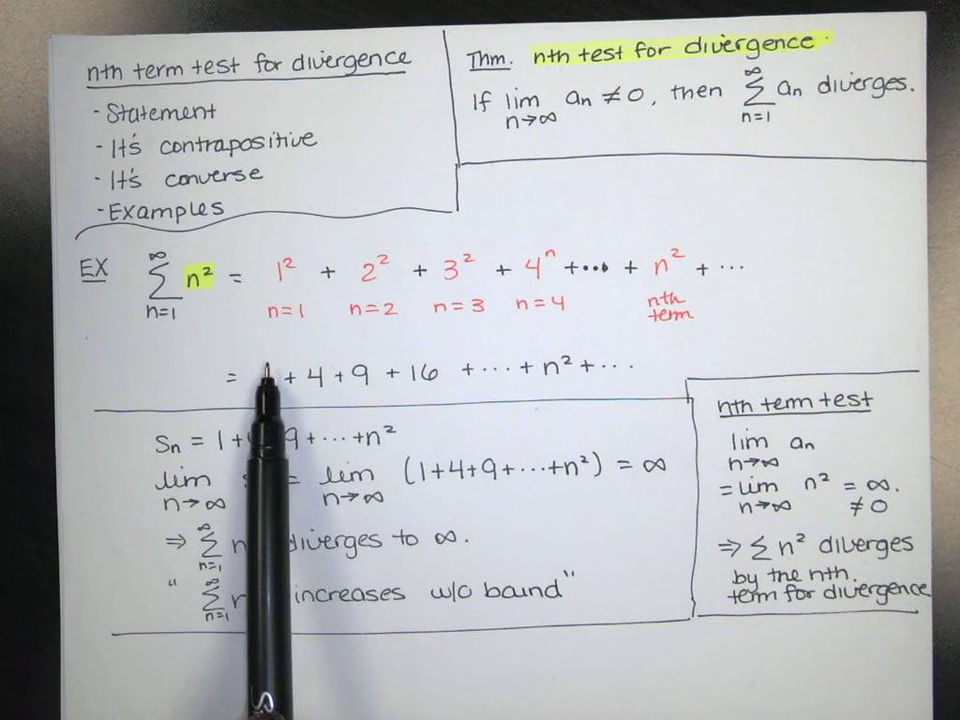 nth term test for divergence
- Statement
- It's contrapositive
- It's converse
- Examples
Thm. nth test for divergence.
If lim an ≠ 0, then ∞ Σ an diverges.
n→∞ n=1
EX ∞ Σ n² = 1² + 2² + 3² + 4ⁿ + ... + n² + ...
n=1 n=1 n=2 n=3 n=4 nth term
= + 4 + 9 + 16 + ... + n² + ...
Sn = 1+ 9+...+n²
lim = lim (1+4+9+...+n²) = ∞
n→∞ n→∞
⇒ ∞ Σ n diverges to ∞.
n=1
" ∞ Σ increases w/o bound"
n=1
nth term test
lim an
n→∞
= lim n² = ∞.
n→∞ ≠ 0
⇒ Σ n² diverges
by the nth.
term for divergence